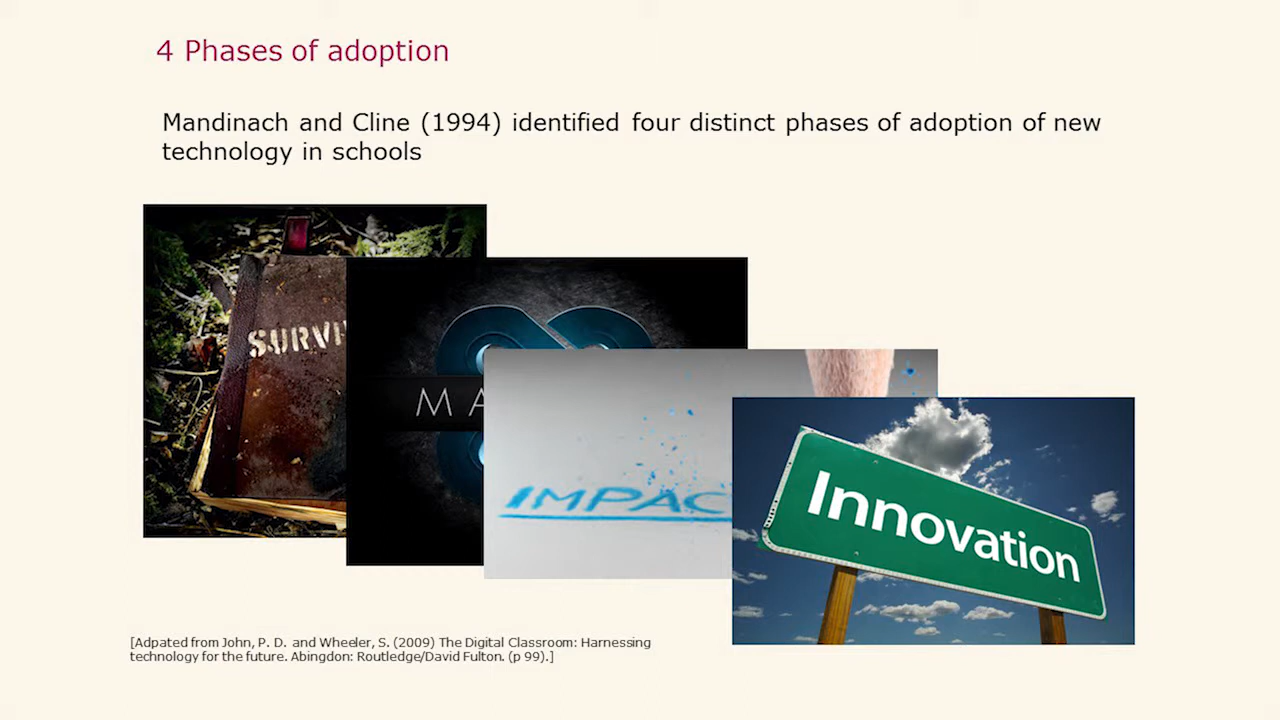 4 Phases of adoption
Mandinach and Cline (1994) identified four distinct phases of adoption of new
technology in schools
SURVI
MA
IMPAC
Innovation
[Adpated from John, P. D. and Wheeler, S. (2009) The Digital Classroom: Harnessing
technology for the future. Abingdon: Routledge/David Fulton. (p 99).]